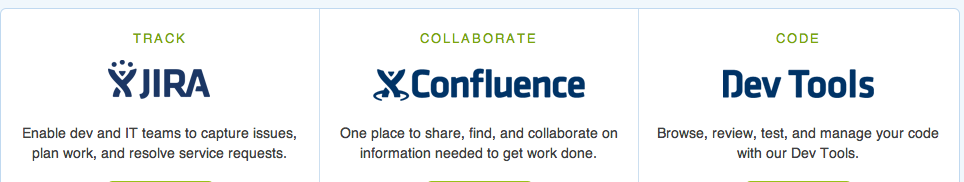 TRACK
JIRA
Enable dev and IT teams to capture issues,
plan work, and resolve service requests.
COLLABORATE
Confluence
One place to share, find, and collaborate on
information needed to get work done.
CODE
Dev Tools
Browse, review, test, and manage your code
with our Dev Tools.